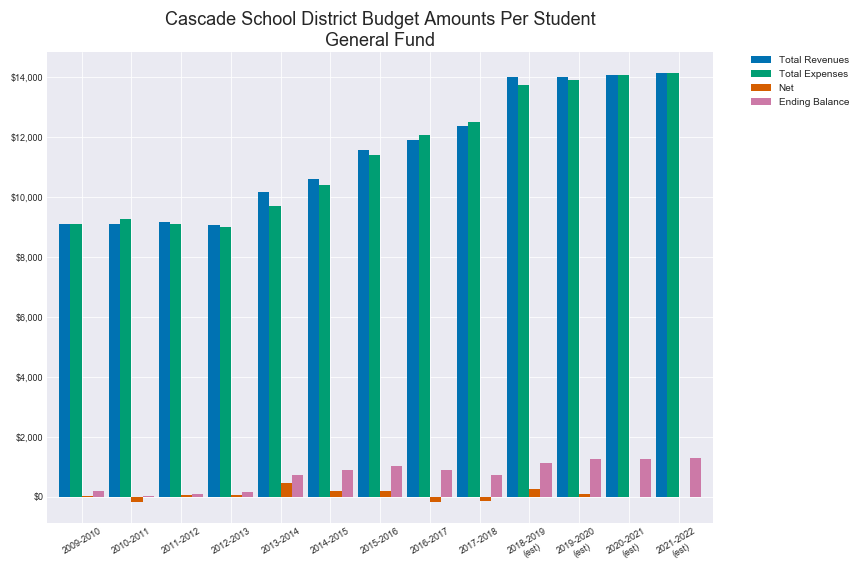 Cascade School District Budget Amounts Per Student
General Fund
Total Revenues
Total Expenses
Net
Ending Balance
$14,000
$12,000
$10,000
$8,000
$6,000
$4,000
$2,000
$0
2009-2010
2010-2011
2011-2012
2012-2013
2013-2014
2014-2015
2015-2016
2016-2017
2017-2018
2018-2019
(est)
2019-2020
(est)
2020-2021
(est)
2021-2022
(est)